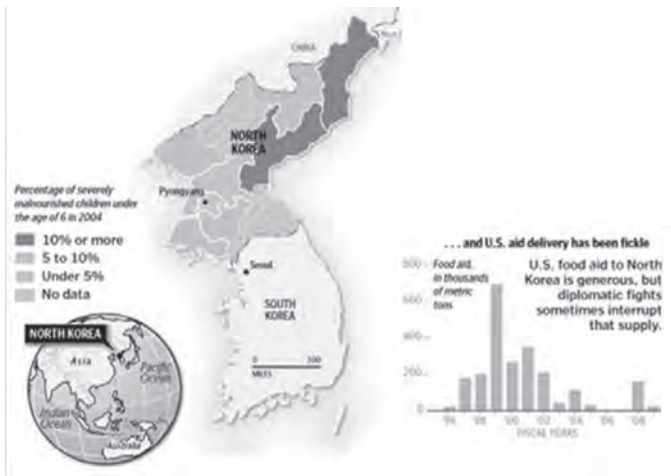 CHINA
NORTH
KOREA
Pyongyang
Percentage of severely
malnourished children under
the age of 6 in 2004
10% or more
5 to 10%
Under 5%
No data
Seoul
SOUTH
KOREA
0 100
MILES
NORTH KOREA
Asia
Pacific
Ocean
Indian
Ocean
Australia
. . . and U.S. aid delivery has been fickle
800
Food aid,
in thousands
of metric
tons
U.S. food aid to North
Korea is generous, but
diplomatic fights
sometimes interrupt
that supply.
600
400
200
0
'96 '98 '00 '02 '04 '06 '08
FISCAL YEARS